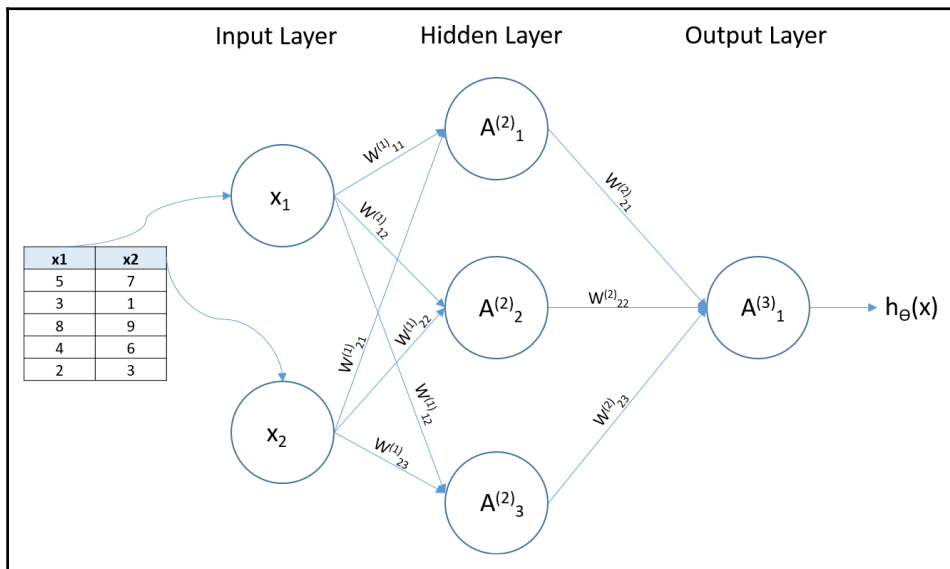 Input Layer Hidden Layer Output Layer
A⁽²⁾₁
W⁽¹⁾₁₁
x₁
W⁽²⁾₂₁
W⁽¹⁾₁₂
x1 x2
5 7
3 1
8 9
4 6
2 3
A⁽²⁾₂
W⁽²⁾₂₂
A⁽³⁾₁
hϴ(x)
W⁽¹⁾₂₂
W⁽¹⁾₂₁
W⁽¹⁾₁₂
W⁽²⁾₂₃
x₂
W⁽¹⁾₂₃
A⁽²⁾₃